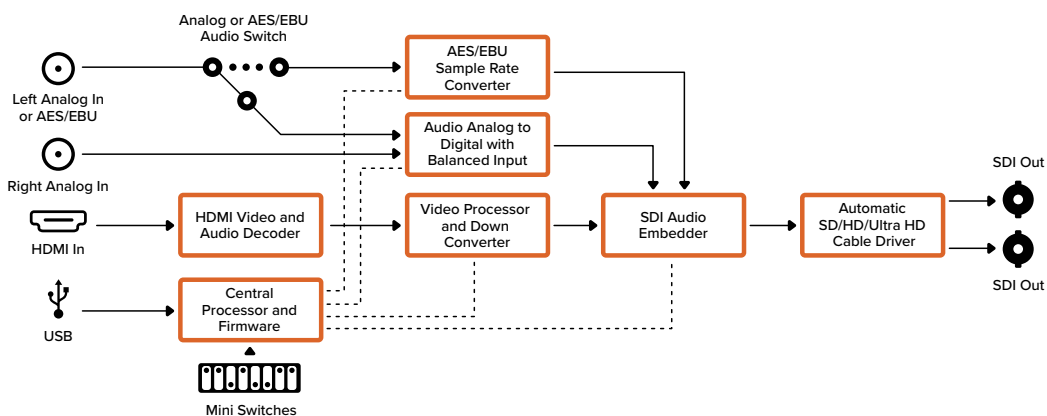 Analog or AES/EBU
Audio Switch
Left Analog In
or AES/EBU
AES/EBU
Sample Rate
Converter
Audio Analog to
Digital with
Balanced Input
Right Analog In
HDMI In
HDMI Video and
Audio Decoder
Video Processor
and Down
Converter
SDI Audio
Embedder
Automatic
SD/HD/Ultra HD
Cable Driver
SDI Out
SDI Out
USB
Central
Processor and
Firmware
Mini Switches